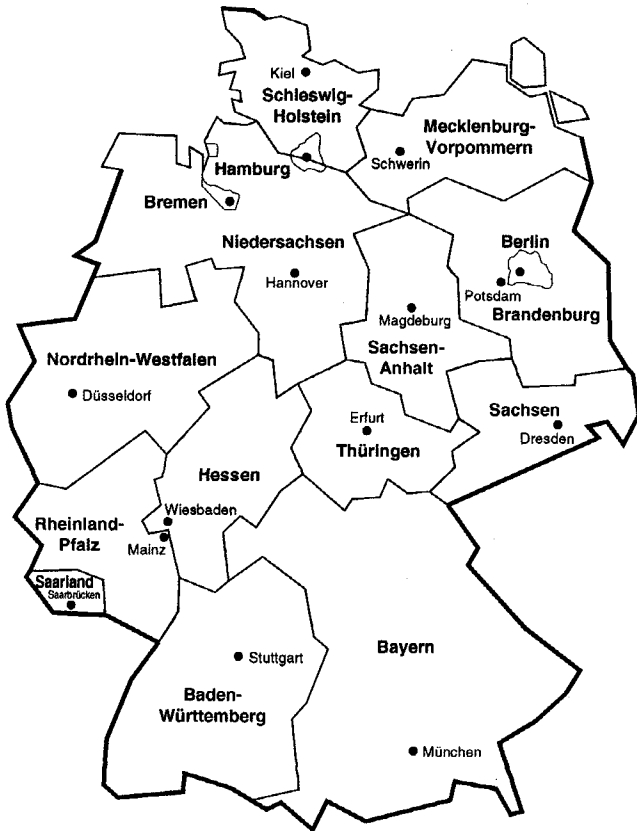 Kiel
Schleswig-
Holstein
Mecklenburg-
Vorpommern
Schwerin
Hamburg
Bremen
Niedersachsen
Hannover
Berlin
Potsdam
Brandenburg
Magdeburg
Sachsen-
Anhalt
Nordrhein-Westfalen
Düsseldorf
Sachsen
Dresden
Erfurt
Thüringen
Hessen
Wiesbaden
Mainz
Rheinland-
Pfalz
Saarland
Saarbrücken
Stuttgart
Baden-
Württemberg
Bayern
München